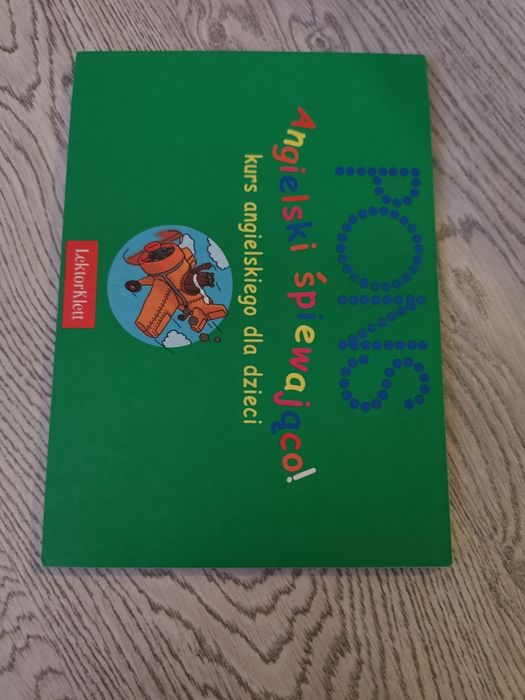 PONS
Angielski śpiewająco!
kurs angielskiego dla dzieci
LektorKlett